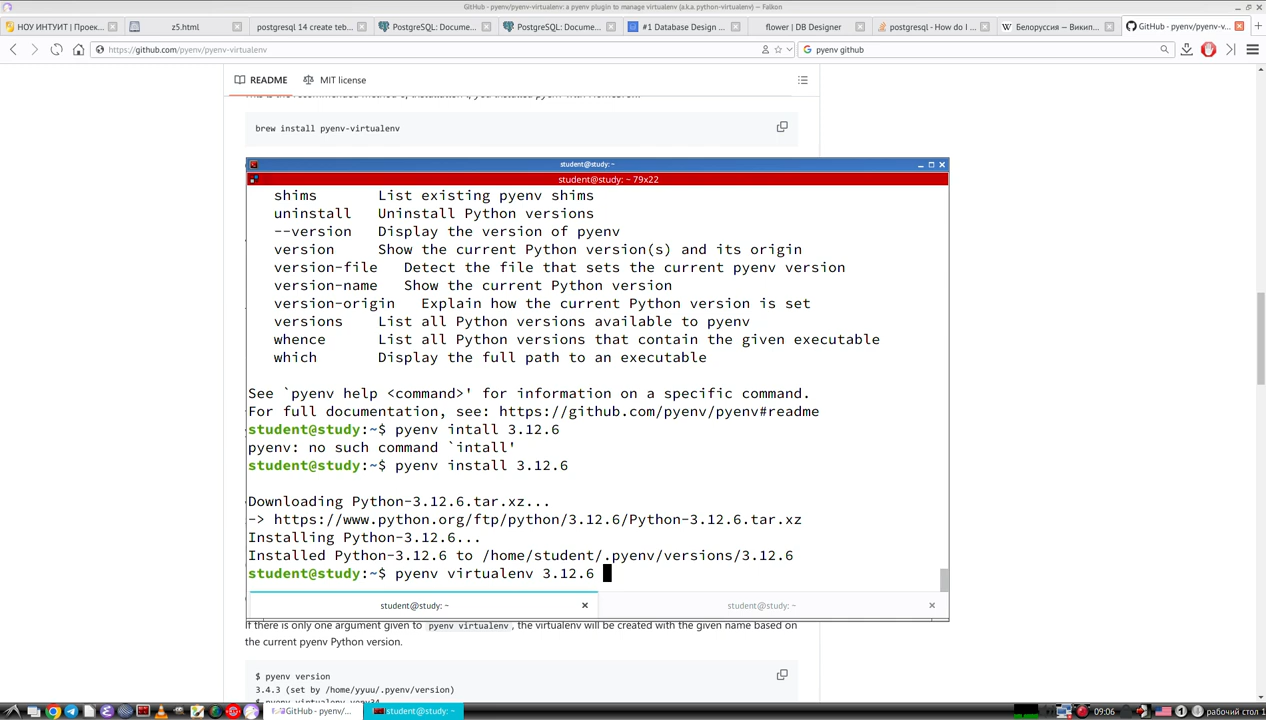 GitHub - pyenv/pyenv-virtualenv: a pyenv plugin to manage virtualenv (a.k.a. python-virtualenv) — Falkon
НОУ ИНТУИТ | Проек...
z5.html
postgresql 14 create tab...
PostgreSQL: Docume...
PostgreSQL: Docume...
#1 Database Design ...
flower | DB Designer
postgresql - How do I ...
Белоруссия — Викип...
GitHub - pyenv/pyenv-v...
https://github.com/pyenv/pyenv-virtualenv
pyenv github
README
MIT license
brew install pyenv-virtualenv
student@study: ~
student@study: ~ 79x22
shims List existing pyenv shims
uninstall Uninstall Python versions
--version Display the version of pyenv
version Show the current Python version(s) and its origin
version-file Detect the file that sets the current pyenv version
version-name Show the current Python version
version-origin Explain how the current Python version is set
versions List all Python versions available to pyenv
whence List all Python versions that contain the given executable
which Display the full path to an executable
See `pyenv help <command>' for information on a specific command.
For full documentation, see: https://github.com/pyenv/pyenv#readme
student@study:~$ pyenv intall 3.12.6
pyenv: no such command `intall'
student@study:~$ pyenv install 3.12.6
Downloading Python-3.12.6.tar.xz...
-> https://www.python.org/ftp/python/3.12.6/Python-3.12.6.tar.xz
Installing Python-3.12.6...
Installed Python-3.12.6 to /home/student/.pyenv/versions/3.12.6
student@study:~$ pyenv virtualenv 3.12.6
student@study: ~
student@study: ~
If there is only one argument given to pyenv virtualenv, the virtualenv will be created with the given name based on
the current pyenv Python version.
$ pyenv version
3.4.3 (set by /home/yyuu/.pyenv/version)
$ pyenv virtualenv venv34
GitHub - pyenv/...
student@study: ~
09:06
рабочий стол 1